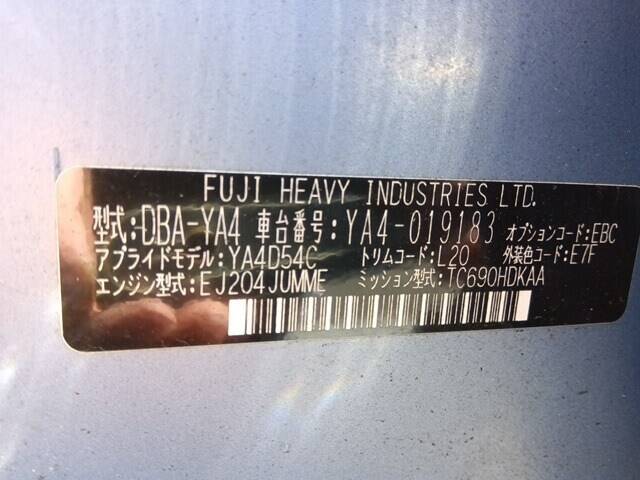 FUJI HEAVY INDUSTRIES LTD.
型式:DBA-YA4 車台番号:YA4-019183 オプションコード:EBC
アプライドモデル:YA4D54C トリムコード:L20 外装色コード:E7F
エンジン型式:EJ204JUMME ミッション型式:TC690HDKAA